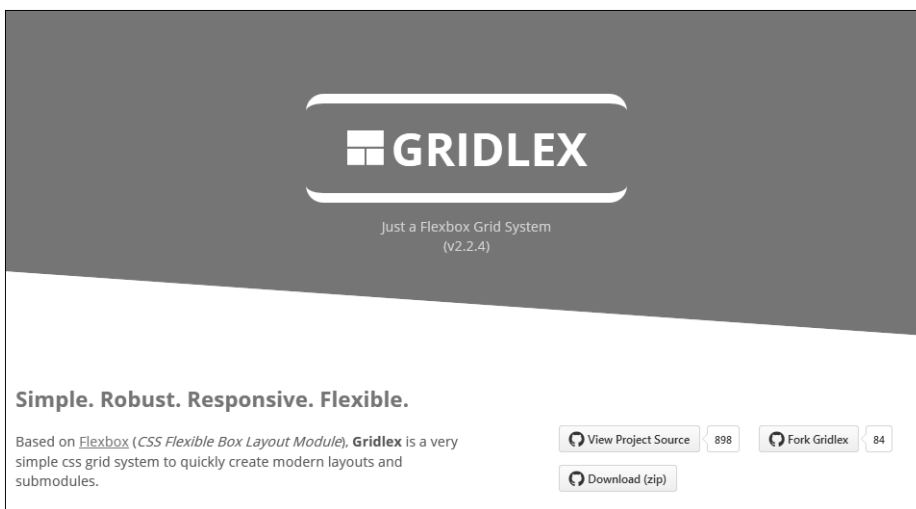 GRIDLEX
Just a Flexbox Grid System
(v2.2.4)
Simple. Robust. Responsive. Flexible.
Based on Flexbox (CSS Flexible Box Layout Module), Gridlex is a very
simple css grid system to quickly create modern layouts and
submodules.
View Project Source 898 Fork Gridlex 84
Download (zip)